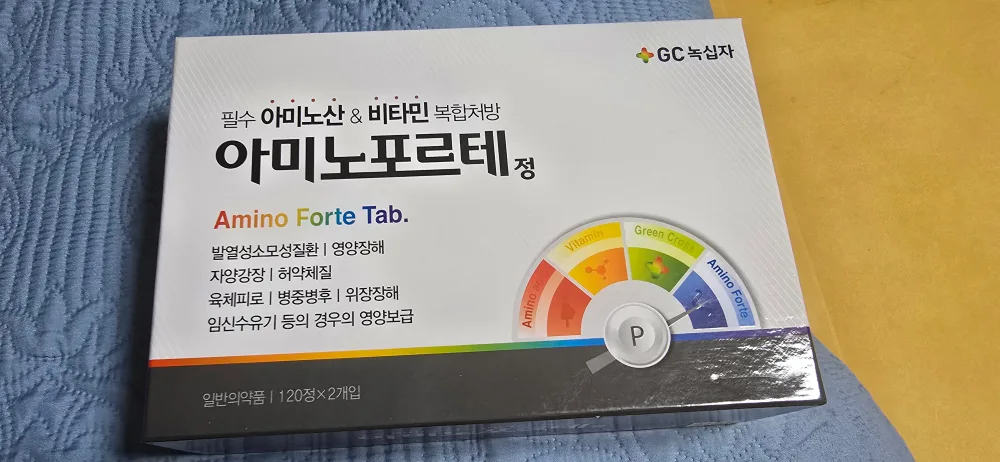 GC 녹십자
필수 아미노산 & 비타민 복합처방
아미노포르테 정
Amino Forte Tab.
발열성소모성질환 | 영양장해
자양강장 | 허약체질
육체피로 | 병중병후 | 위장장해
임신수유기 등의 경우의 영양보급
Vitamin
Green Cross
Amino Forte
P
일반의약품 | 120정×2개입